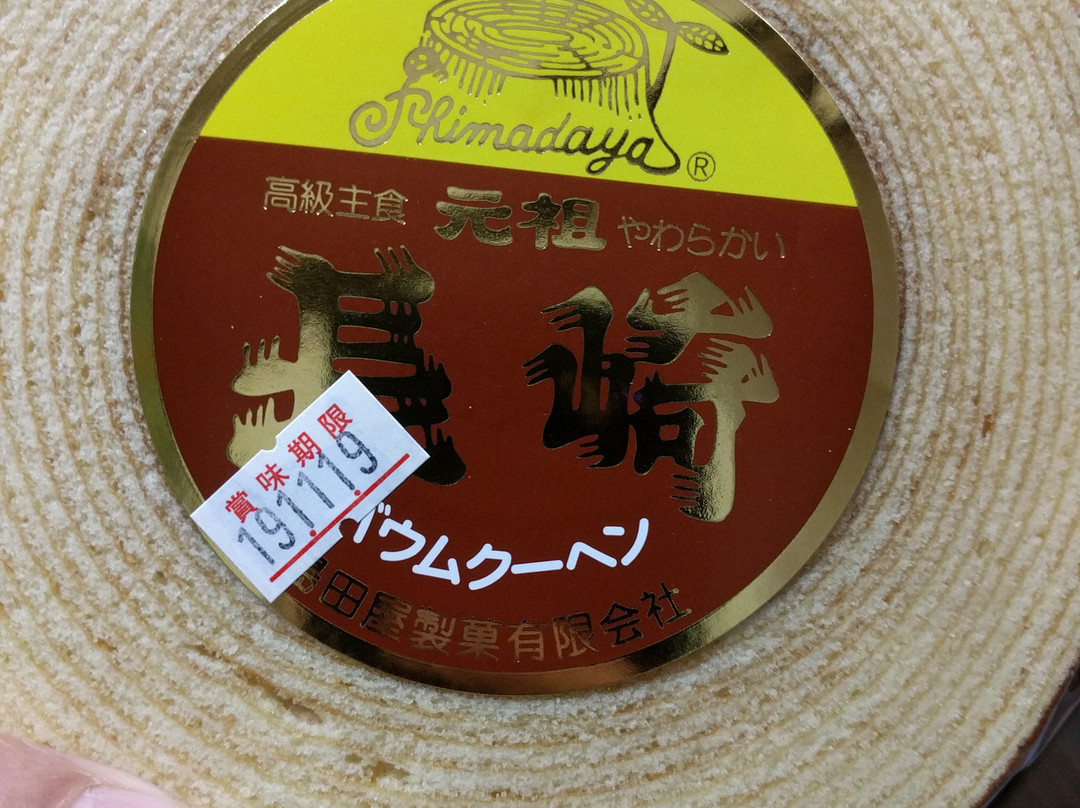 Shimadaya®
高級主食 元祖 やわらかい
長崎
バウムクーヘン
島田屋製菓有限会社
賞味期限
19.11.19